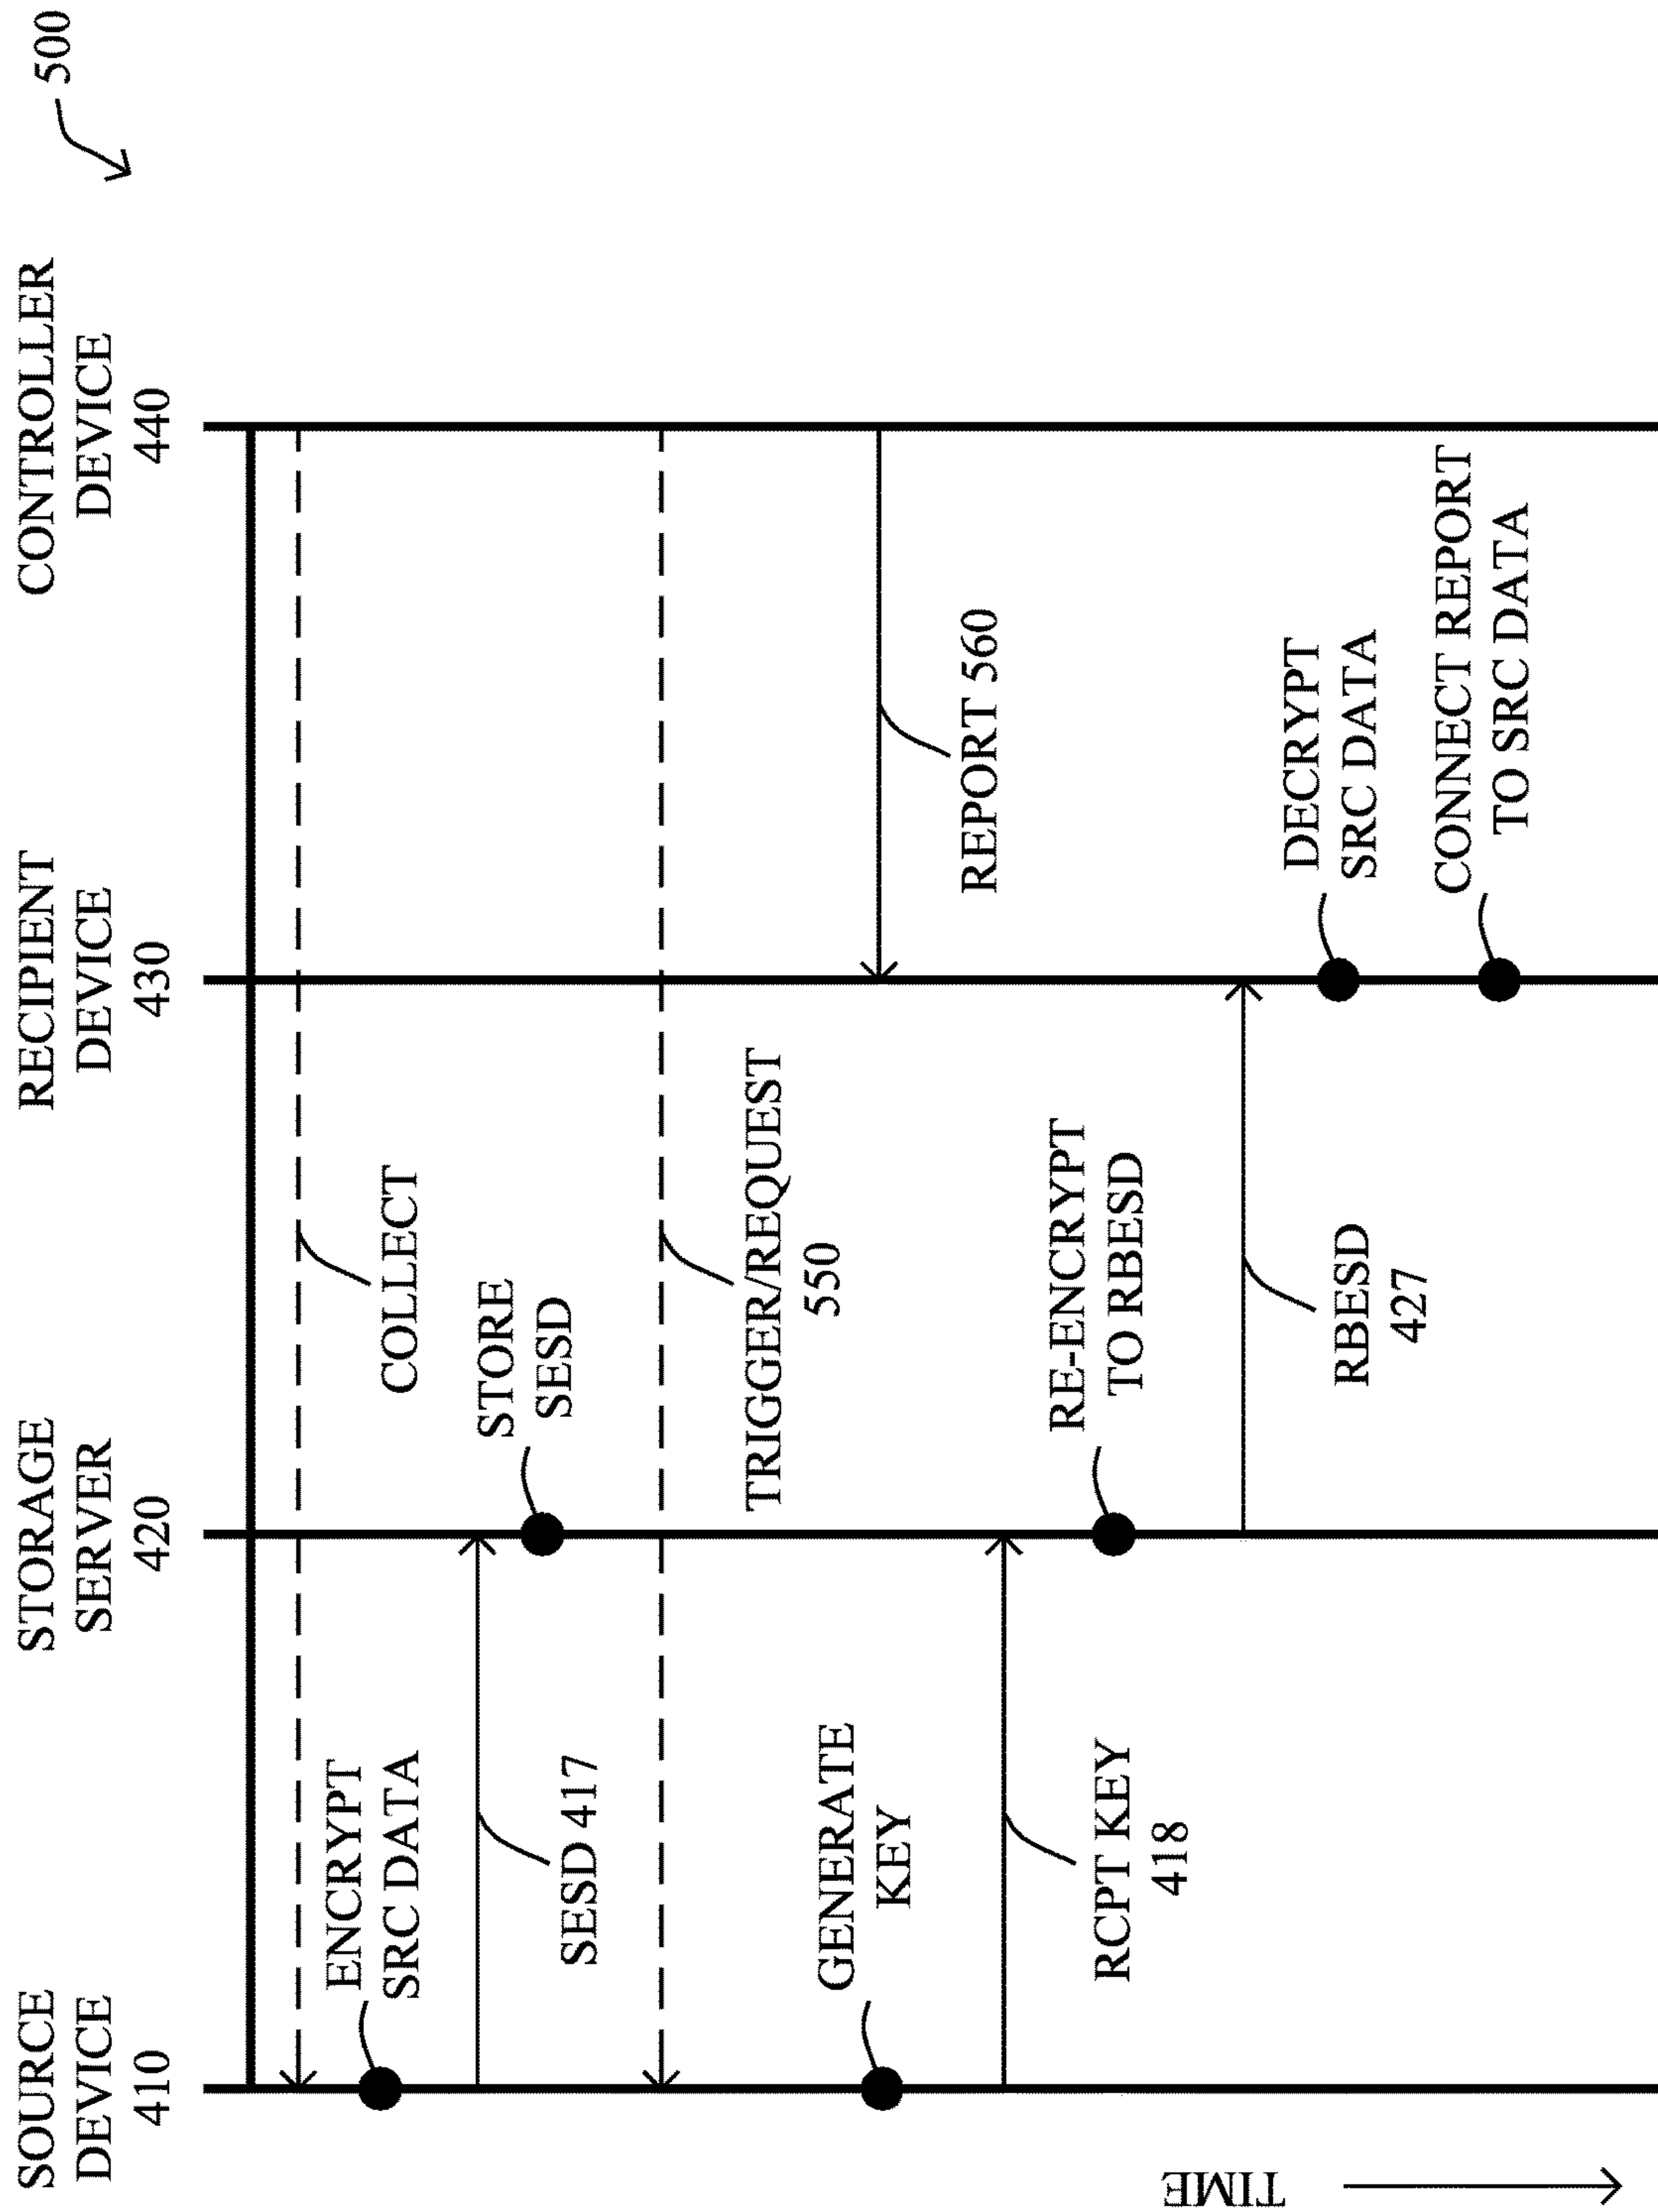 500
SOURCE
DEVICE
410
STORAGE
SERVER
420
RECIPIENT
DEVICE
430
CONTROLLER
DEVICE
440
COLLECT
ENCRYPT
SRC DATA
SESD 417
STORE
SESD
TRIGGER/REQUEST
550
GENERATE
KEY
REPORT 560
RCPT KEY
418
RE-ENCRYPT
TO RBESD
RBESD
427
DECRYPT
SRC DATA
CONNECT REPORT
TO SRC DATA
TIME